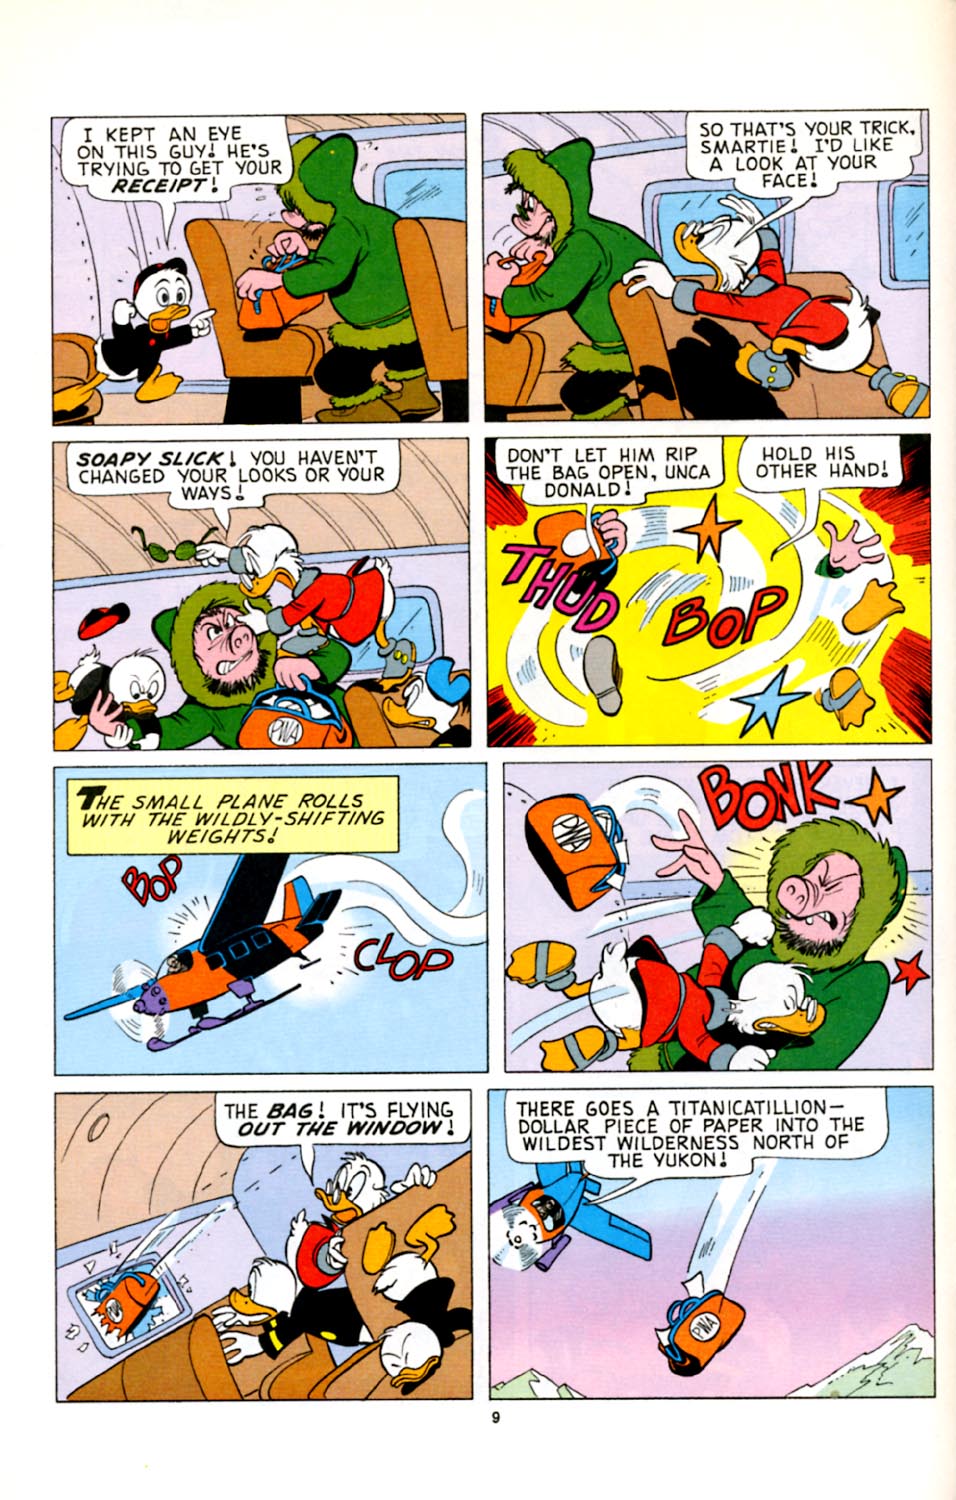 I KEPT AN EYE
ON THIS GUY! HE'S
TRYING TO GET YOUR
RECEIPT!
SO THAT'S YOUR TRICK,
SMARTIE! I'D LIKE
A LOOK AT YOUR
FACE!
SOAPY SLICK! YOU HAVEN'T
CHANGED YOUR LOOKS OR YOUR
WAYS!
PWA
DON'T LET HIM RIP
THE BAG OPEN, UNCA
DONALD!
HOLD HIS
OTHER HAND!
THUD
BOP
THE SMALL PLANE ROLLS
WITH THE WILDLY-SHIFTING
WEIGHTS!
BOP
CLOP
BONK
PWA
THE BAG! IT'S FLYING
OUT THE WINDOW!
PWA
THERE GOES A TITANICATILLION—
DOLLAR PIECE OF PAPER INTO THE
WILDEST WILDERNESS NORTH OF
THE YUKON!
PWA
9